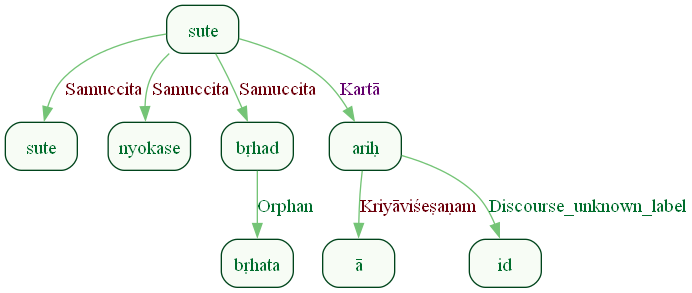 sute
Samuccita Samuccita Samuccita Kartā
sute nyokase bṛhad ariḥ
Orphan Kriyāviśeṣaṇam Discourse_unknown_label
bṛhata ā id